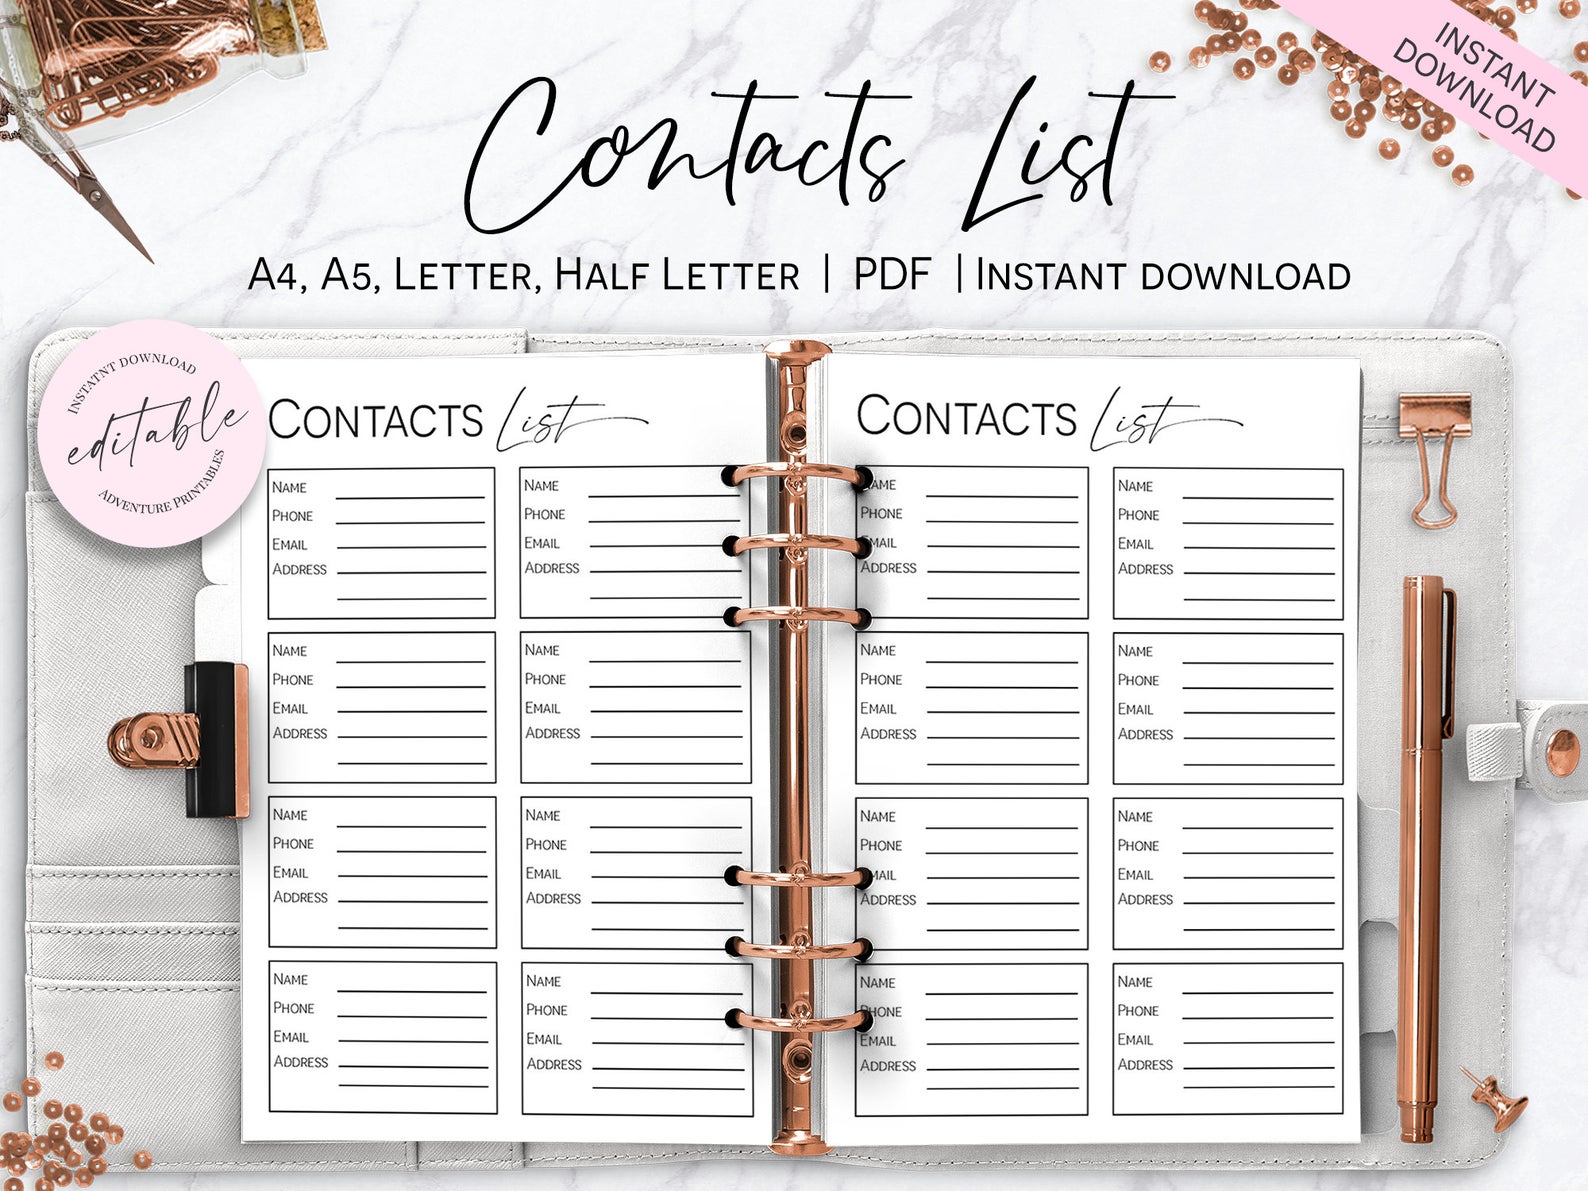 Contacts List
A4, A5, Letter, Half Letter | PDF | Instant download
INSTANT
DOWNLOAD
Instatnt Download
editable
Adventure Printables
Contacts List
Name
Phone
Email
Address
Name
Phone
Email
Address
Name
Phone
Email
Address
Name
Phone
Email
Address
Name
Phone
Email
Address
Name
Phone
Email
Address
Name
Phone
Email
Address
Name
Phone
Email
Address
Contacts List
Name
Phone
Email
Address
Name
Phone
Email
Address
Name
Phone
Email
Address
Name
Phone
Email
Address
Name
Phone
Email
Address
Name
Phone
Email
Address
Name
Phone
Email
Address
Name
Phone
Email
Address